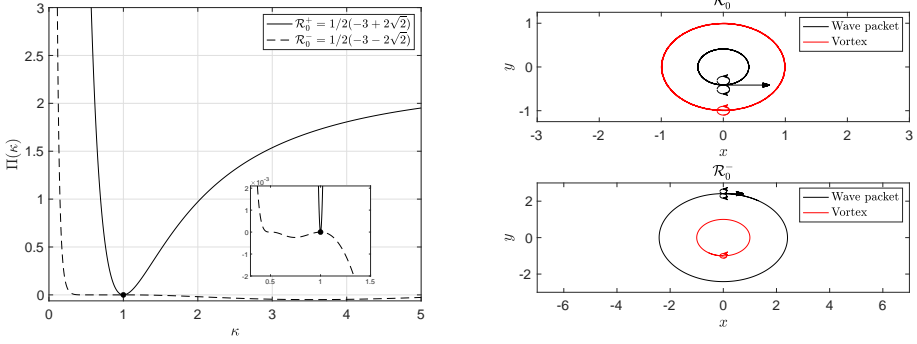 R₀⁺ = 1/2(−3 + 2√2)
R₀⁻ = 1/2(−3 − 2√2)
Π(κ)
3
2.5
2
1.5
1
0.5
0
0 1 2 3 4 5
κ
×10⁻³
2
1
0
-1
-2
0.5 1 1.5
Wave packet
Vortex
y
1
0
-1
-3 -2 -1 0 1 2 3
x
R₀⁻
Wave packet
Vortex
y
2
0
-2
-6 -4 -2 0 2 4 6
x